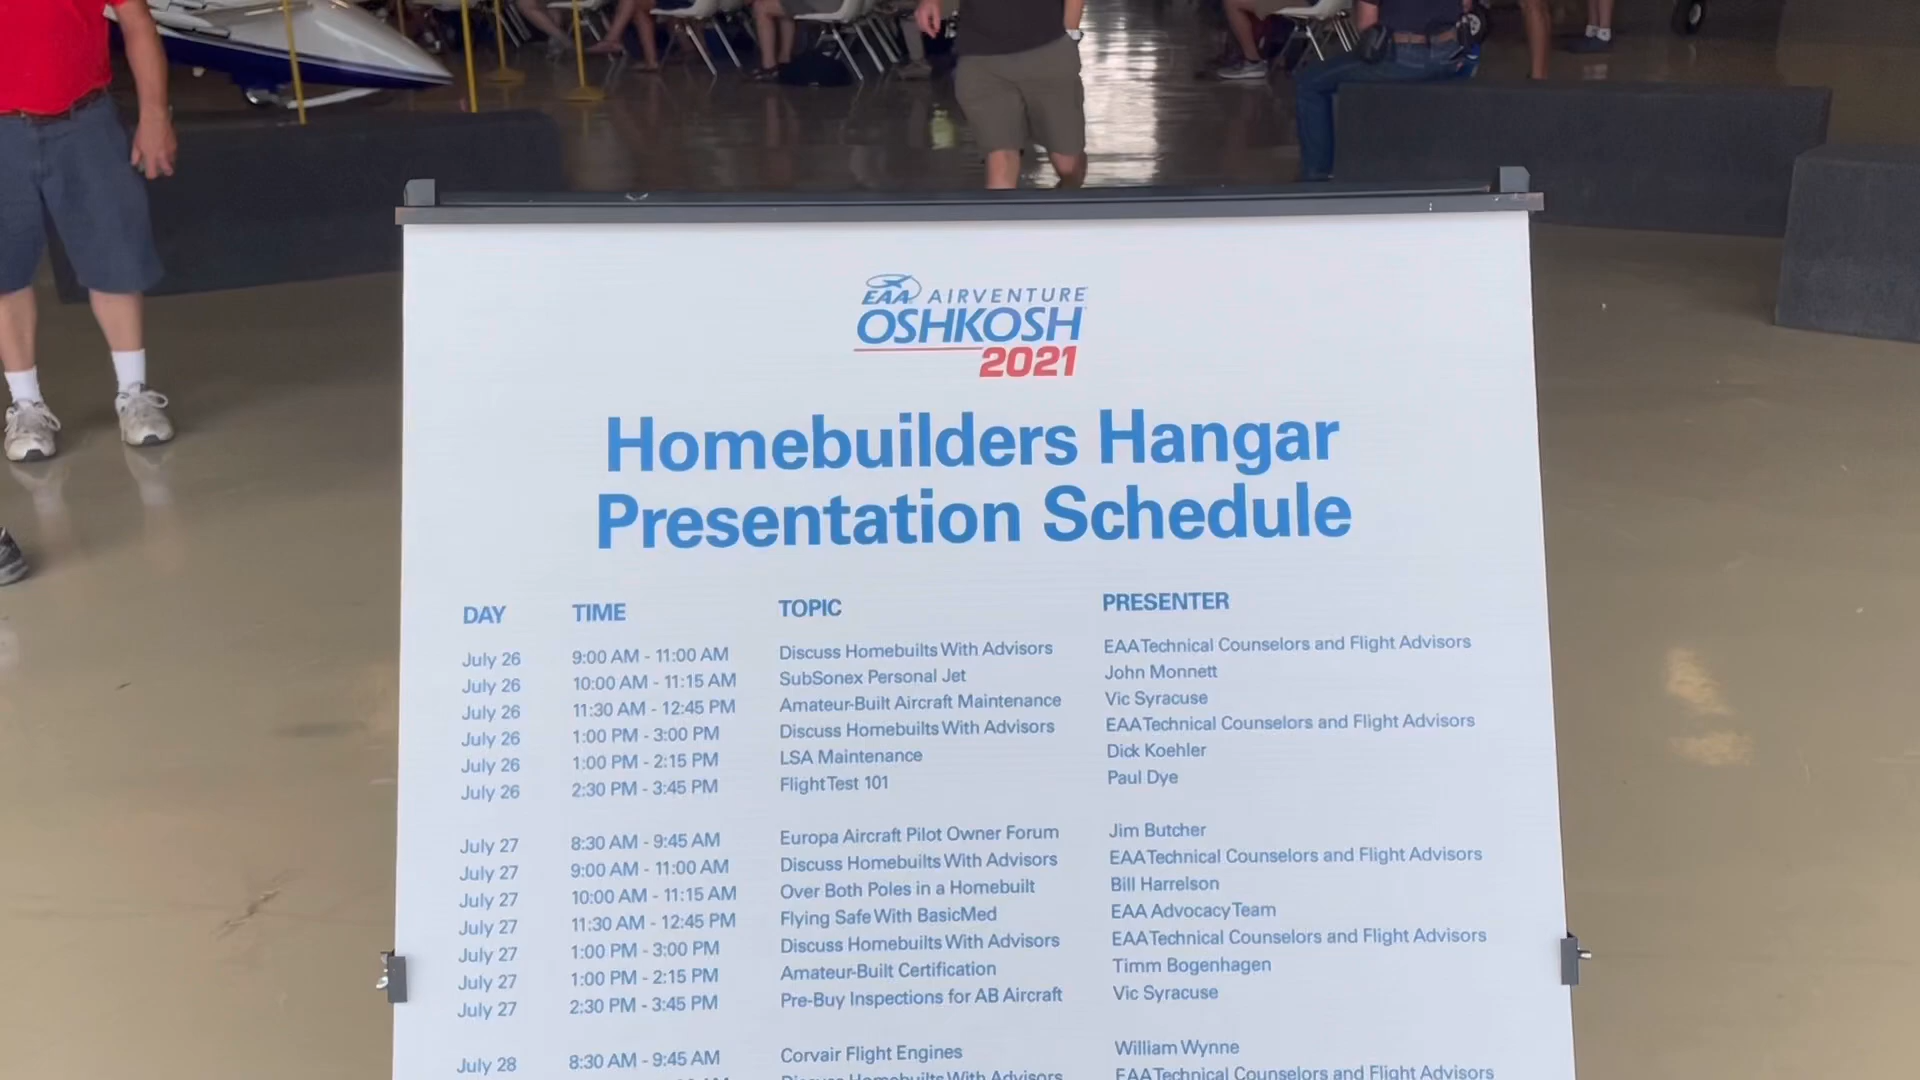 EAA AIRVENTURE
OSHKOSH
2021
Homebuilders Hangar
Presentation Schedule
DAY TIME TOPIC PRESENTER
July 26 9:00 AM - 11:00 AM Discuss Homebuilts With Advisors EAA Technical Counselors and Flight Advisors
July 26 10:00 AM - 11:15 AM SubSonex Personal Jet John Monnett
July 26 11:30 AM - 12:45 PM Amateur-Built Aircraft Maintenance Vic Syracuse
July 26 1:00 PM - 3:00 PM Discuss Homebuilts With Advisors EAA Technical Counselors and Flight Advisors
July 26 1:00 PM - 2:15 PM LSA Maintenance Dick Koehler
July 26 2:30 PM - 3:45 PM Flight Test 101 Paul Dye
July 27 8:30 AM - 9:45 AM Europa Aircraft Pilot Owner Forum Jim Butcher
July 27 9:00 AM - 11:00 AM Discuss Homebuilts With Advisors EAA Technical Counselors and Flight Advisors
July 27 10:00 AM - 11:15 AM Over Both Poles in a Homebuilt Bill Harrelson
July 27 11:30 AM - 12:45 PM Flying Safe With BasicMed EAA Advocacy Team
July 27 1:00 PM - 3:00 PM Discuss Homebuilts With Advisors EAA Technical Counselors and Flight Advisors
July 27 1:00 PM - 2:15 PM Amateur-Built Certification Timm Bogenhagen
July 27 2:30 PM - 3:45 PM Pre-Buy Inspections for AB Aircraft Vic Syracuse
July 28 8:30 AM - 9:45 AM Corvair Flight Engines William Wynne
Discuss Homebuilts With Advisors EAA Technical Counselors and Flight Advisors